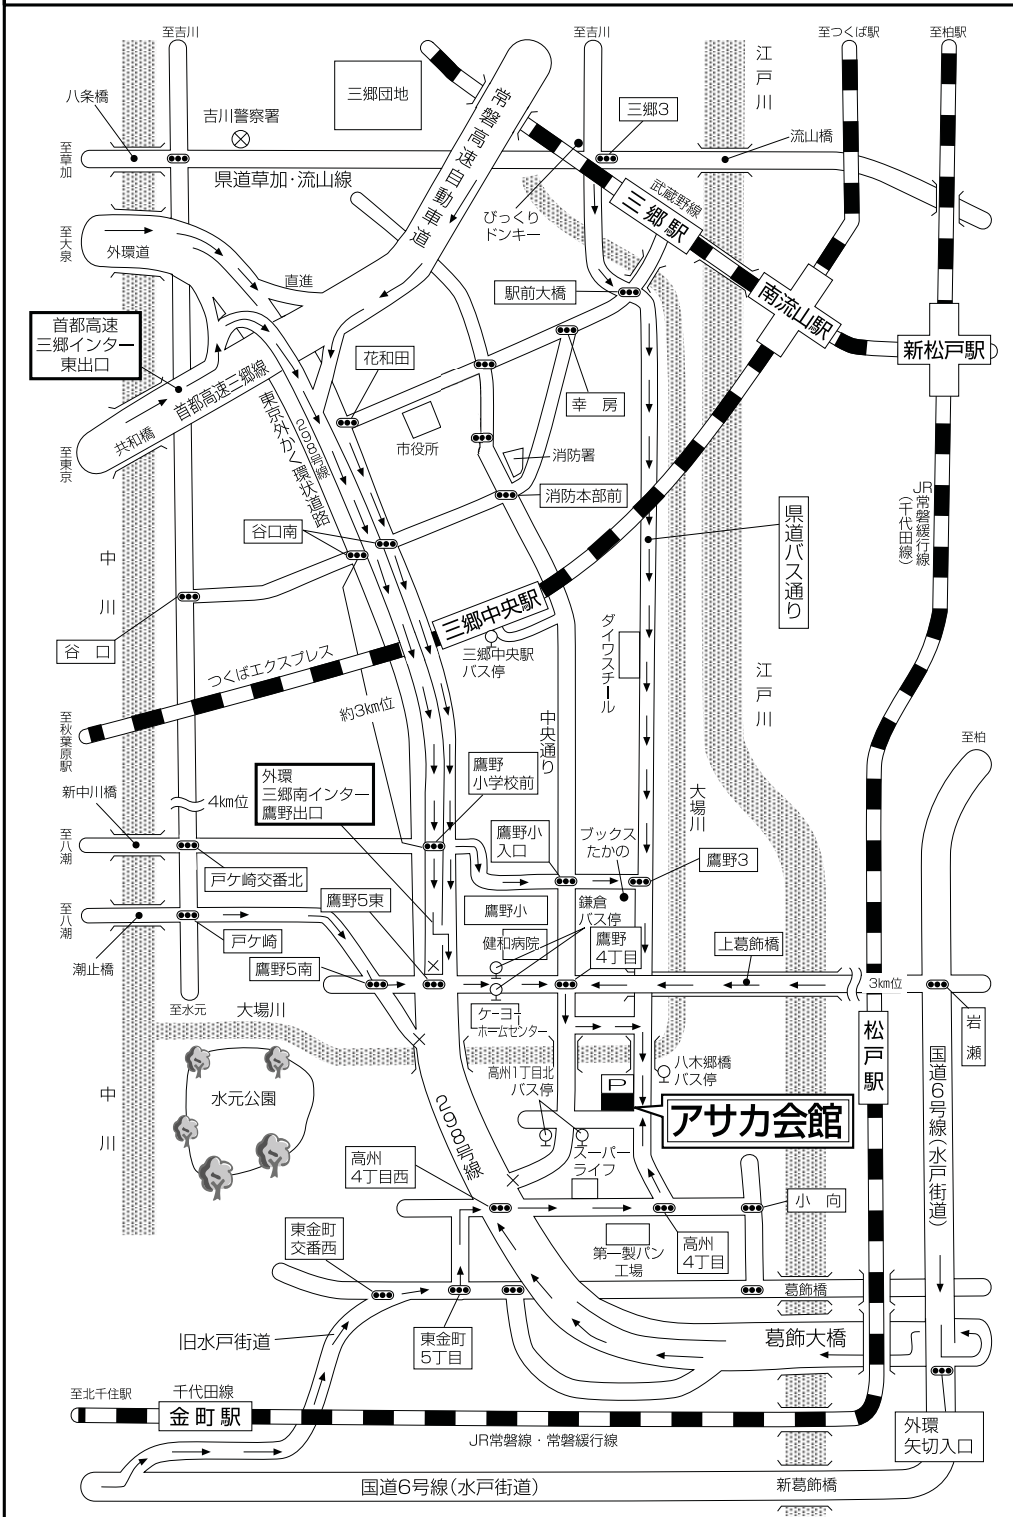 至吉川
至吉川
至つくば駅
至柏駅
江戸川
八条橋
吉川警察署
三郷団地
常磐高速自動車道
三郷3
流山橋
至草加
県道草加･流山線
武蔵野線
三郷駅
びっくり
ドンキー
至大泉
外環道
直進
駅前大橋
南流山駅
新松戸駅
首都高速
三郷インター
東出口
花和田
幸　房
首都高速三郷線
共和橋
至東京
東京外かく環状道路
298号線
市役所
消防署
消防本部前
JR常磐緩行線
(千代田線)
県道バス通り
谷口南
中川
谷　口
三郷中央駅
三郷中央駅
バス停
ダイワスチール
つくばエクスプレス
約3km位
江戸川
至秋葉原駅
中央通り
至柏
鷹野
小学校前
外環
三郷南インター
鷹野出口
新中川橋
4km位
大場川
至八潮
鷹野小
入口
ブックス
たかの
鷹野3
戸ケ崎交番北
鷹野5東
鷹野小
鎌倉
バス停
至八潮
戸ケ崎
健和病院
鷹野
4丁目
上葛飾橋
潮止橋
鷹野5南
3km位
至水元
大場川
ケーヨー
ホームセンター
松戸駅
岩瀬
高州1丁目北
バス停
八木郷橋
バス停
水元公園
P
アサカ会館
中川
298号線
国道6号線(水戸街道)
高州
4丁目西
スーパー
ライフ
小　向
東金町
交番西
第一製パン
工場
高州
4丁目
葛飾橋
旧水戸街道
東金町
5丁目
葛飾大橋
至北千住駅
千代田線
金町駅
JR常磐線・常磐緩行線
外環
矢切入口
国道6号線(水戸街道)
新葛飾橋